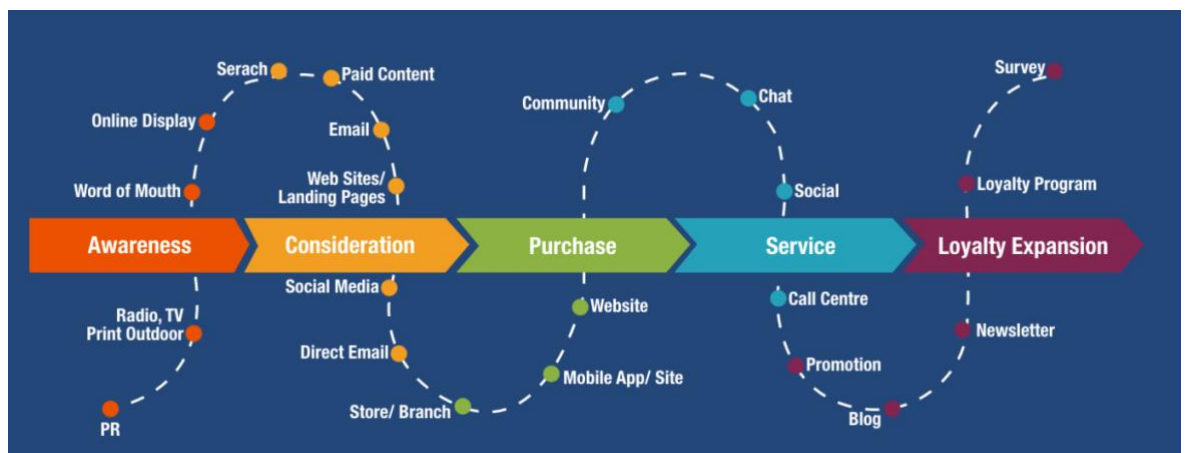 Serach
Paid Content
Online Display
Email
Word of Mouth
Web Sites/
Landing Pages
Community
Chat
Social
Survey
Loyalty Program
Awareness
Consideration
Purchase
Service
Loyalty Expansion
Radio, TV
Print Outdoor
PR
Social Media
Direct Email
Store/ Branch
Website
Mobile App/ Site
Call Centre
Promotion
Blog
Newsletter